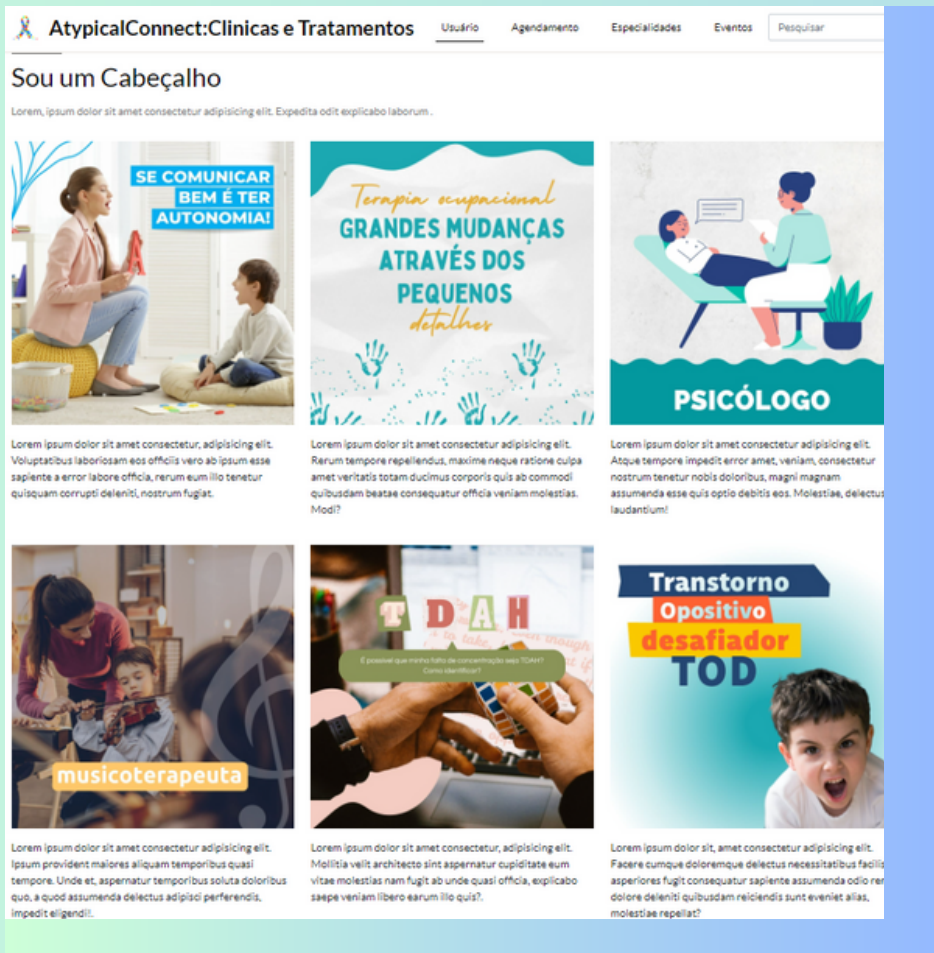 AtypicalConnect:Clinicas e Tratamentos
Usuário
Agendamento
Especialidades
Eventos
Pesquisar
Sou um Cabeçalho
Lorem, ipsum dolor sit amet consectetur adipisicing elit. Expedita odit explicabo laborum .
SE COMUNICAR
BEM É TER
AUTONOMIA!
Terapia ocupacional
GRANDES MUDANÇAS
ATRAVÉS DOS
PEQUENOS
detalhes
PSICÓLOGO
Lorem ipsum dolor sit amet consectetur, adipisicing elit.
Voluptatibus laboriosam eos officiis vero ab ipsum esse
sapiente a error labore officia, rerum eum illo tenetur
quisquam corrupti deleniti, nostrum fugiat.
Lorem ipsum dolor sit amet consectetur adipisicing elit.
Rerum tempore repellendus, maxime neque ratione culpa
amet veritatis totam ducimus corporis quis ab commodi
quibusdam beatae consequatur officia veniam molestias.
Modi?
Lorem ipsum dolor sit amet consectetur adipisicing elit.
Atque tempore impedit error amet, veniam, consectetur
nostrum tenetur nobis doloribus, magni magnam
assumenda esse quis optio debitis eos. Molestiae, delectus
laudantium!
musicoterapeuta
TDAH
to take, even though
É possível que minha falta de concentração seja TDAH?
Como identificar?
Transtorno
Opositivo
desafiador
TOD
Lorem ipsum dolor sit amet consectetur adipisicing elit.
Ipsum provident maiores aliquam temporibus quasi
tempore. Unde et, aspernatur temporibus soluta doloribus
quo, a quod assumenda delectus adipisci perferendis,
impedit eligendi!.
Lorem ipsum dolor sit amet consectetur, adipisicing elit.
Mollitia velit architecto sint aspernatur cupiditate eum
vitae molestias nam fugit ab unde quasi officia, explicabo
saepe veniam libero earum illo quis?.
Lorem ipsum dolor sit, amet consectetur adipisicing elit.
Facere cumque doloremque delectus necessitatibus facilis
asperiores fugit consequatur sapiente assumenda odio rer
dolore deleniti quibusdam reiciendis sunt eveniet alias,
molestiae repellat?